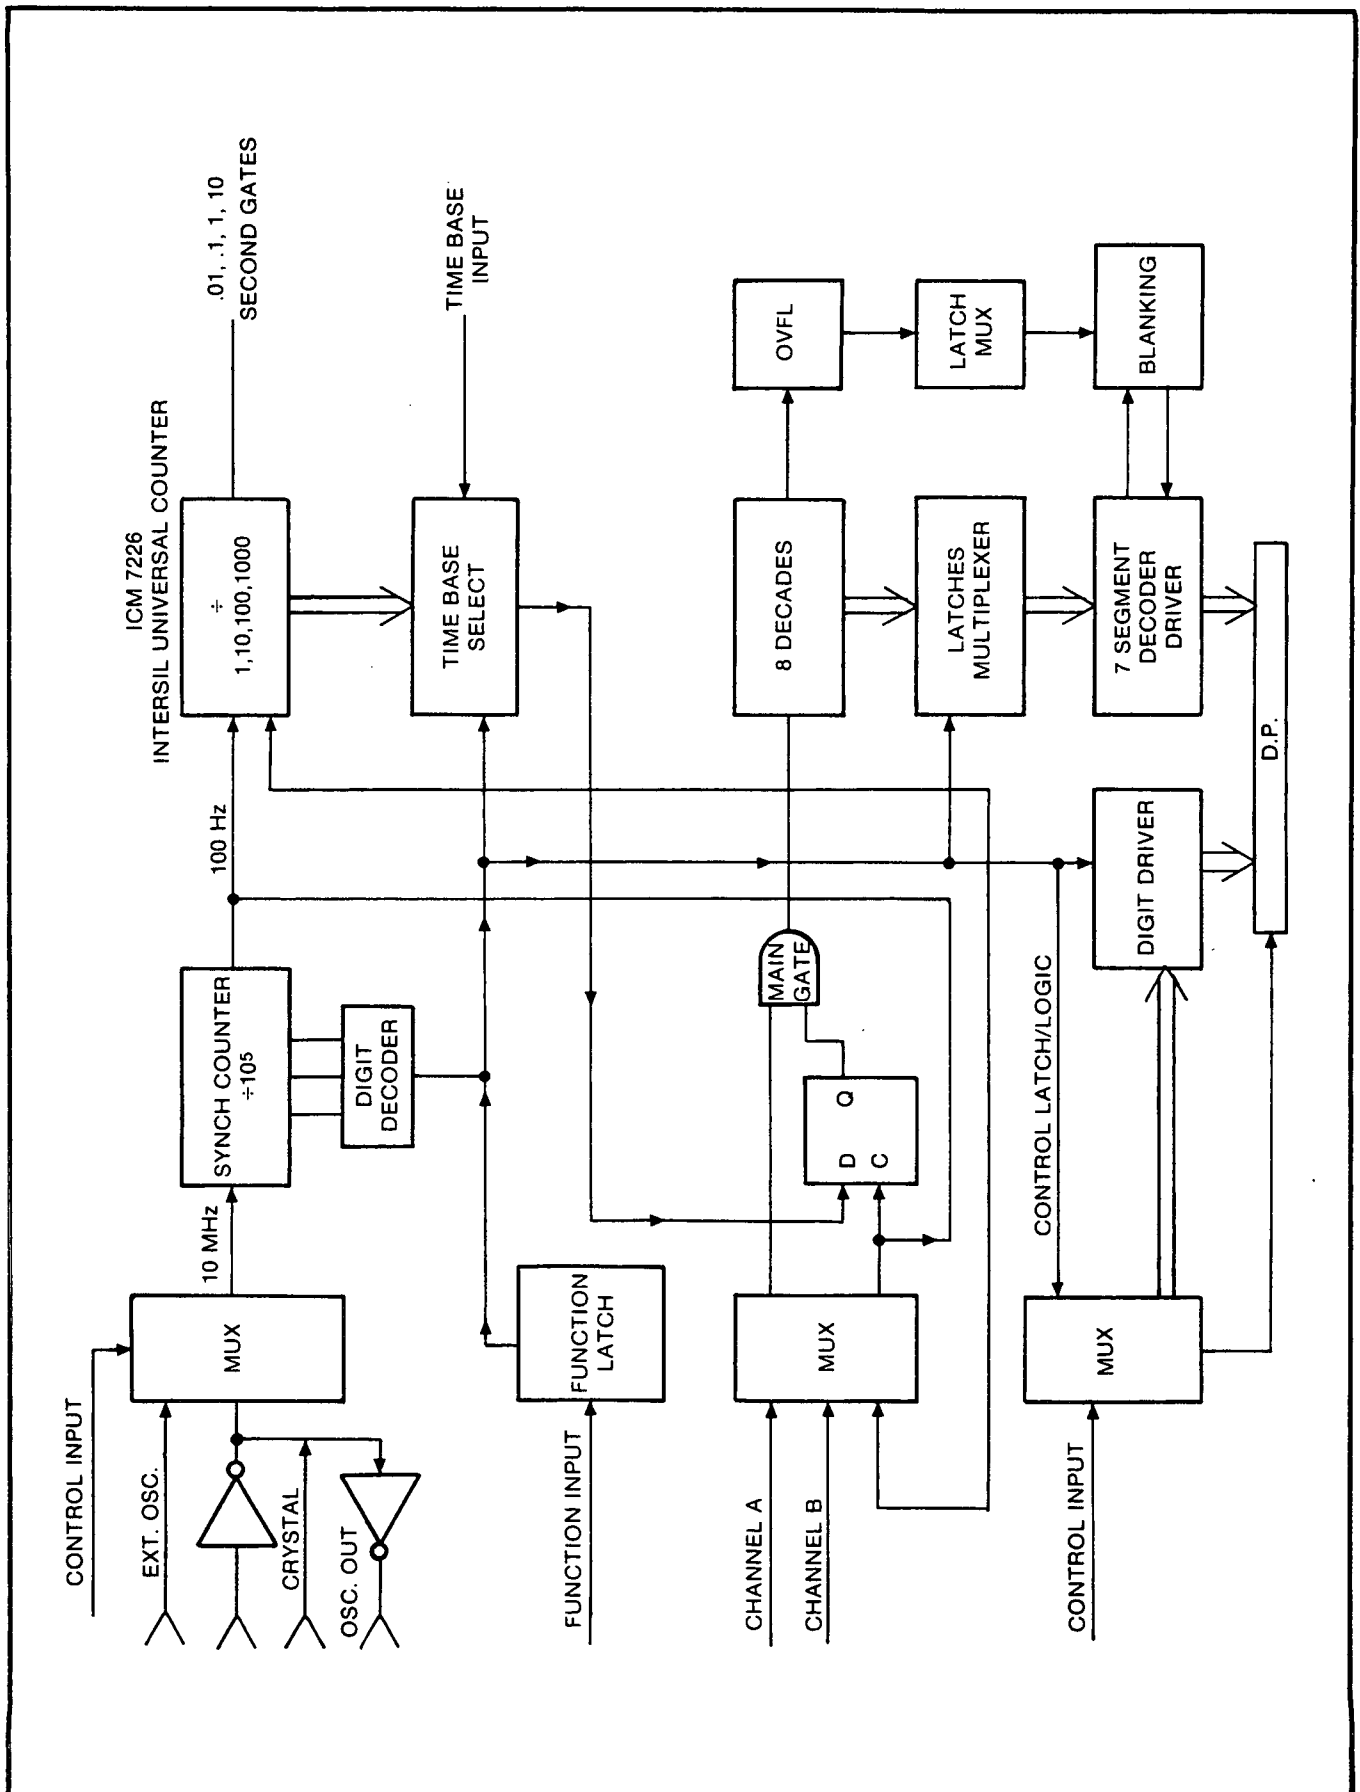 ICM 7226
INTERSIL UNIVERSAL COUNTER
CONTROL INPUT
EXT. OSC.
CRYSTAL
OSC. OUT
MUX
10 MHz
SYNCH COUNTER
÷10⁵
100 Hz
÷
1,10,100,1000
.01, .1, 1, 10
SECOND GATES
DIGIT
DECODER
TIME BASE
SELECT
TIME BASE
INPUT
FUNCTION INPUT
FUNCTION
LATCH
CHANNEL A
CHANNEL B
MUX
D
C
Q
MAIN
GATE
8 DECADES
OVFL
LATCHES
MULTIPLEXER
LATCH
MUX
CONTROL INPUT
MUX
CONTROL LATCH/LOGIC
DIGIT DRIVER
7 SEGMENT
DECODER
DRIVER
BLANKING
D.P.